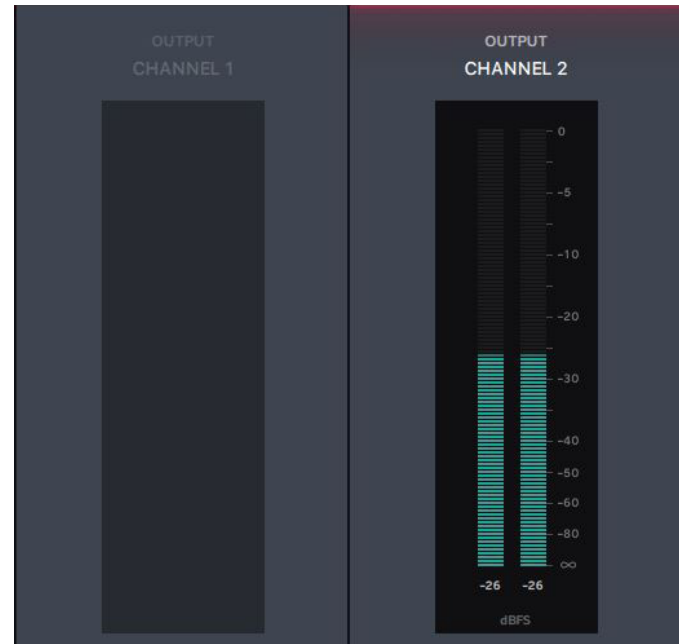 OUTPUT
CHANNEL 1
OUTPUT
CHANNEL 2
0
-5
-10
-20
-30
-40
-50
-60
-80
∞
-26 -26
dBFS